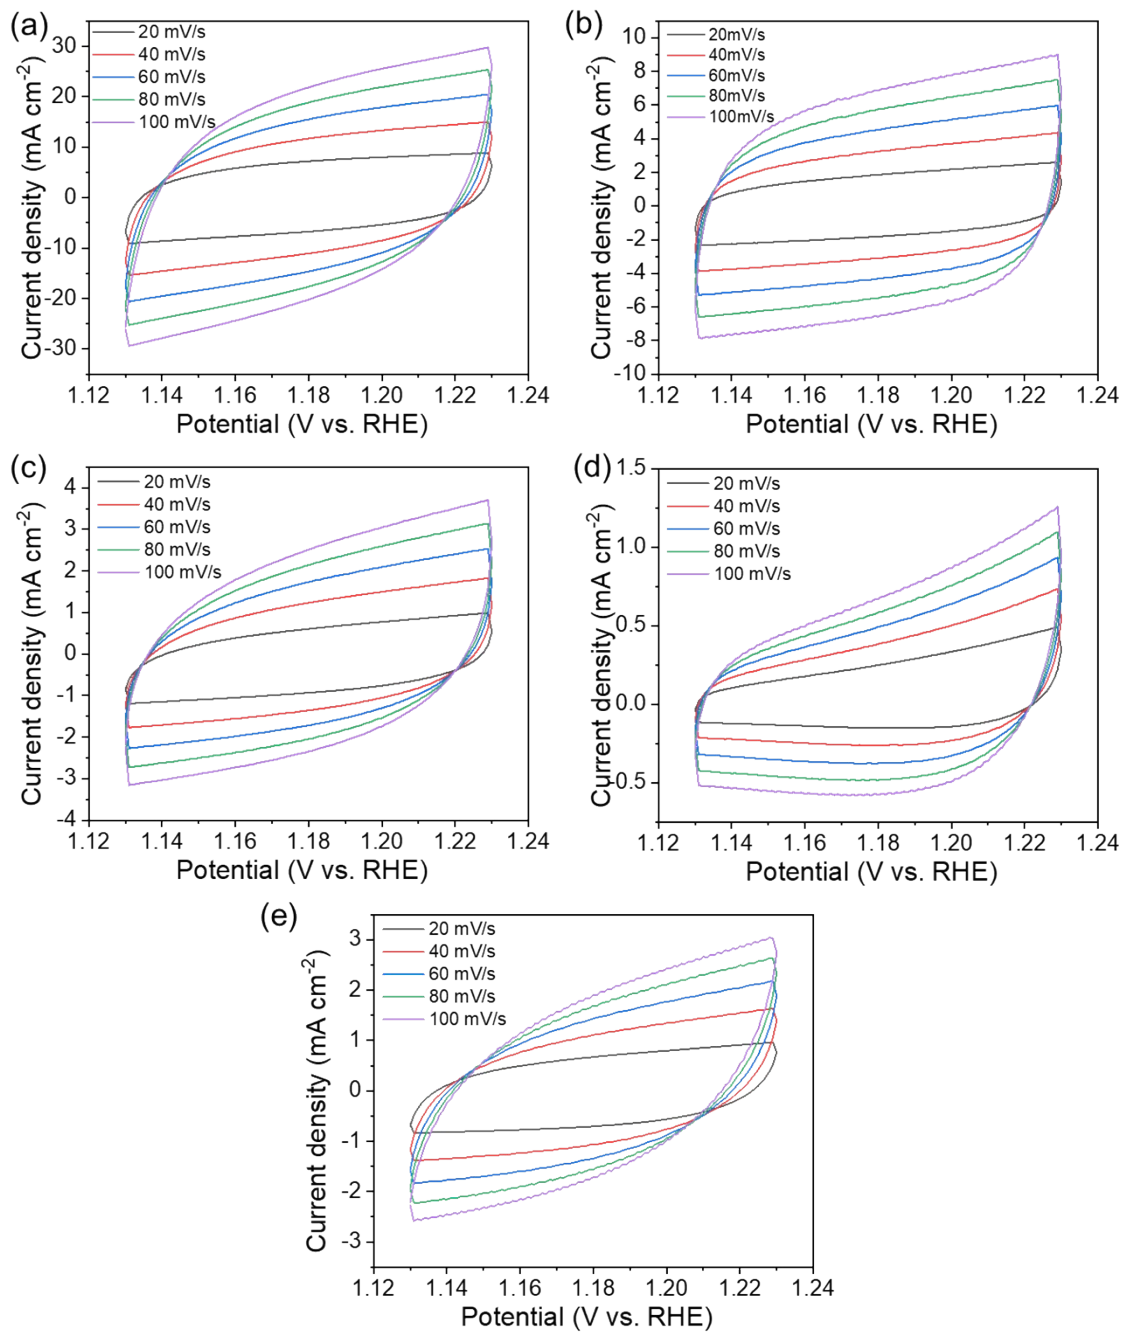 (a)
20 mV/s
40 mV/s
60 mV/s
80 mV/s
100 mV/s
30
20
10
0
-10
-20
-30
Current density (mA cm-2)
1.12 1.14 1.16 1.18 1.20 1.22 1.24
Potential (V vs. RHE)
(b)
20mV/s
40mV/s
60mV/s
80mV/s
100mV/s
10
8
6
4
2
0
-2
-4
-6
-8
-10
Current density (mA cm-2)
1.12 1.14 1.16 1.18 1.20 1.22 1.24
Potential (V vs. RHE)
(c)
20 mV/s
40 mV/s
60 mV/s
80 mV/s
100 mV/s
4
3
2
1
0
-1
-2
-3
-4
Current density (mA cm-2)
1.12 1.14 1.16 1.18 1.20 1.22 1.24
Potential (V vs. RHE)
(d)
20 mV/s
40 mV/s
60 mV/s
80 mV/s
100 mV/s
1.5
1.0
0.5
0.0
-0.5
Current density (mA cm-2)
1.12 1.14 1.16 1.18 1.20 1.22 1.24
Potential (V vs. RHE)
(e)
20 mV/s
40 mV/s
60 mV/s
80 mV/s
100 mV/s
3
2
1
0
-1
-2
-3
Current density (mA cm-2)
1.12 1.14 1.16 1.18 1.20 1.22 1.24
Potential (V vs. RHE)